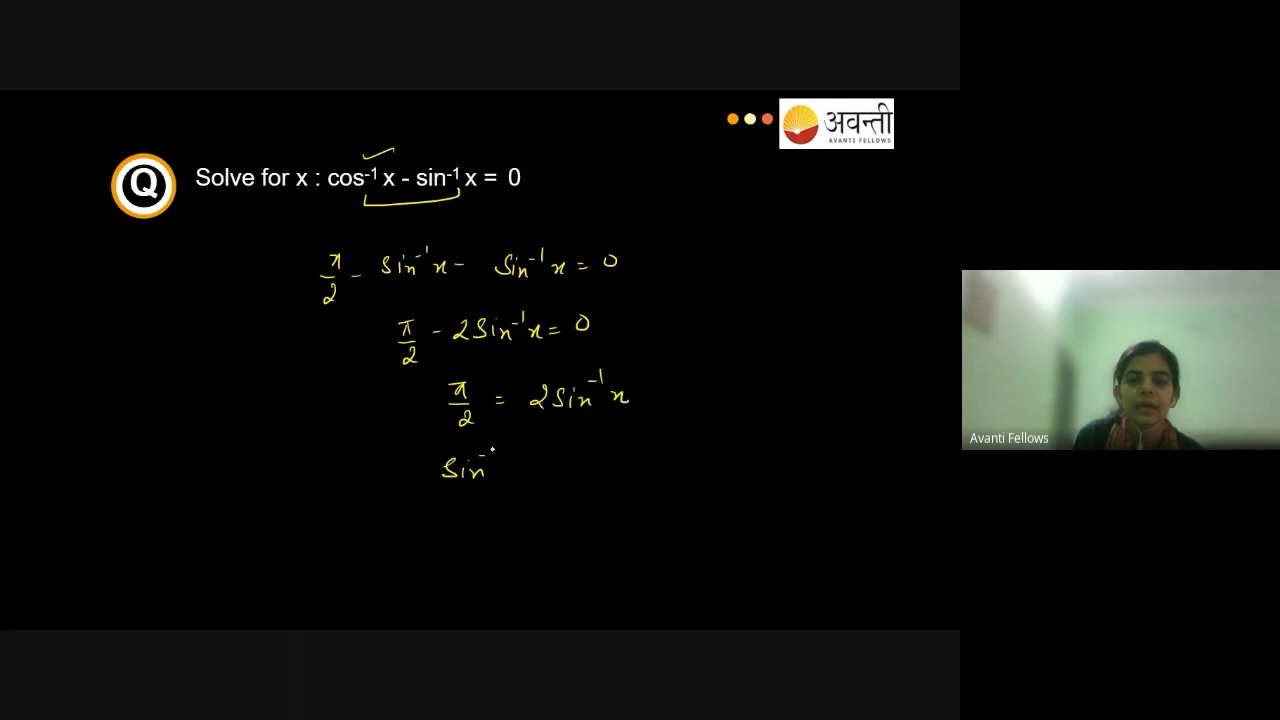 अवन्ती
AVANTI FELLOWS
Q Solve for x : cos⁻¹ x - sin⁻¹ x = 0
π/2 - Sin⁻¹x - Sin⁻¹x = 0
π/2 - 2Sin⁻¹x = 0
π/2 = 2Sin⁻¹x
Sin⁻
Avanti Fellows